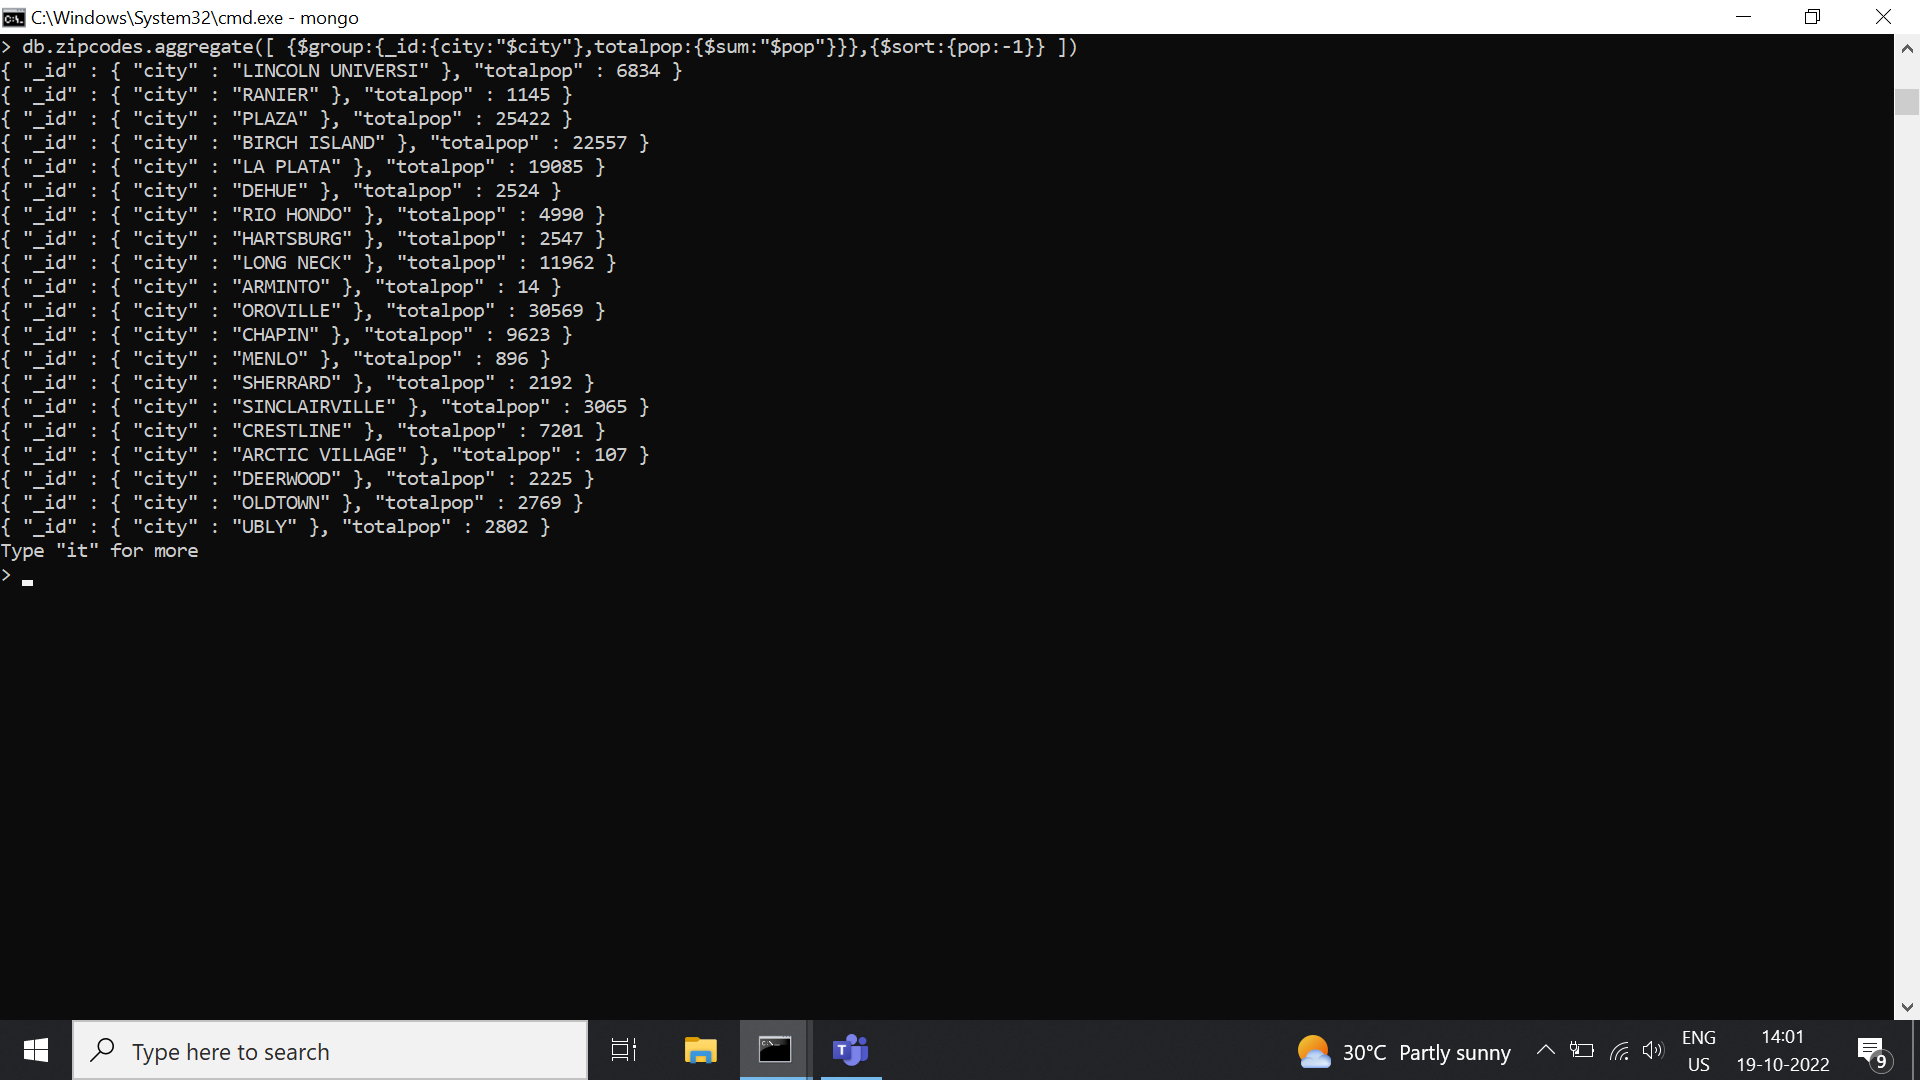 C:\Windows\System32\cmd.exe - mongo
> db.zipcodes.aggregate([ {$group:{_id:{city:"$city"},totalpop:{$sum:"$pop"}}},{$sort:{pop:-1}} ])
{ "_id" : { "city" : "LINCOLN UNIVERSI" }, "totalpop" : 6834 }
{ "_id" : { "city" : "RANIER" }, "totalpop" : 1145 }
{ "_id" : { "city" : "PLAZA" }, "totalpop" : 25422 }
{ "_id" : { "city" : "BIRCH ISLAND" }, "totalpop" : 22557 }
{ "_id" : { "city" : "LA PLATA" }, "totalpop" : 19085 }
{ "_id" : { "city" : "DEHUE" }, "totalpop" : 2524 }
{ "_id" : { "city" : "RIO HONDO" }, "totalpop" : 4990 }
{ "_id" : { "city" : "HARTSBURG" }, "totalpop" : 2547 }
{ "_id" : { "city" : "LONG NECK" }, "totalpop" : 11962 }
{ "_id" : { "city" : "ARMINTO" }, "totalpop" : 14 }
{ "_id" : { "city" : "OROVILLE" }, "totalpop" : 30569 }
{ "_id" : { "city" : "CHAPIN" }, "totalpop" : 9623 }
{ "_id" : { "city" : "MENLO" }, "totalpop" : 896 }
{ "_id" : { "city" : "SHERRARD" }, "totalpop" : 2192 }
{ "_id" : { "city" : "SINCLAIRVILLE" }, "totalpop" : 3065 }
{ "_id" : { "city" : "CRESTLINE" }, "totalpop" : 7201 }
{ "_id" : { "city" : "ARCTIC VILLAGE" }, "totalpop" : 107 }
{ "_id" : { "city" : "DEERWOOD" }, "totalpop" : 2225 }
{ "_id" : { "city" : "OLDTOWN" }, "totalpop" : 2769 }
{ "_id" : { "city" : "UBLY" }, "totalpop" : 2802 }
Type "it" for more
>
Type here to search
30°C Partly sunny
ENG
US
14:01
19-10-2022
9